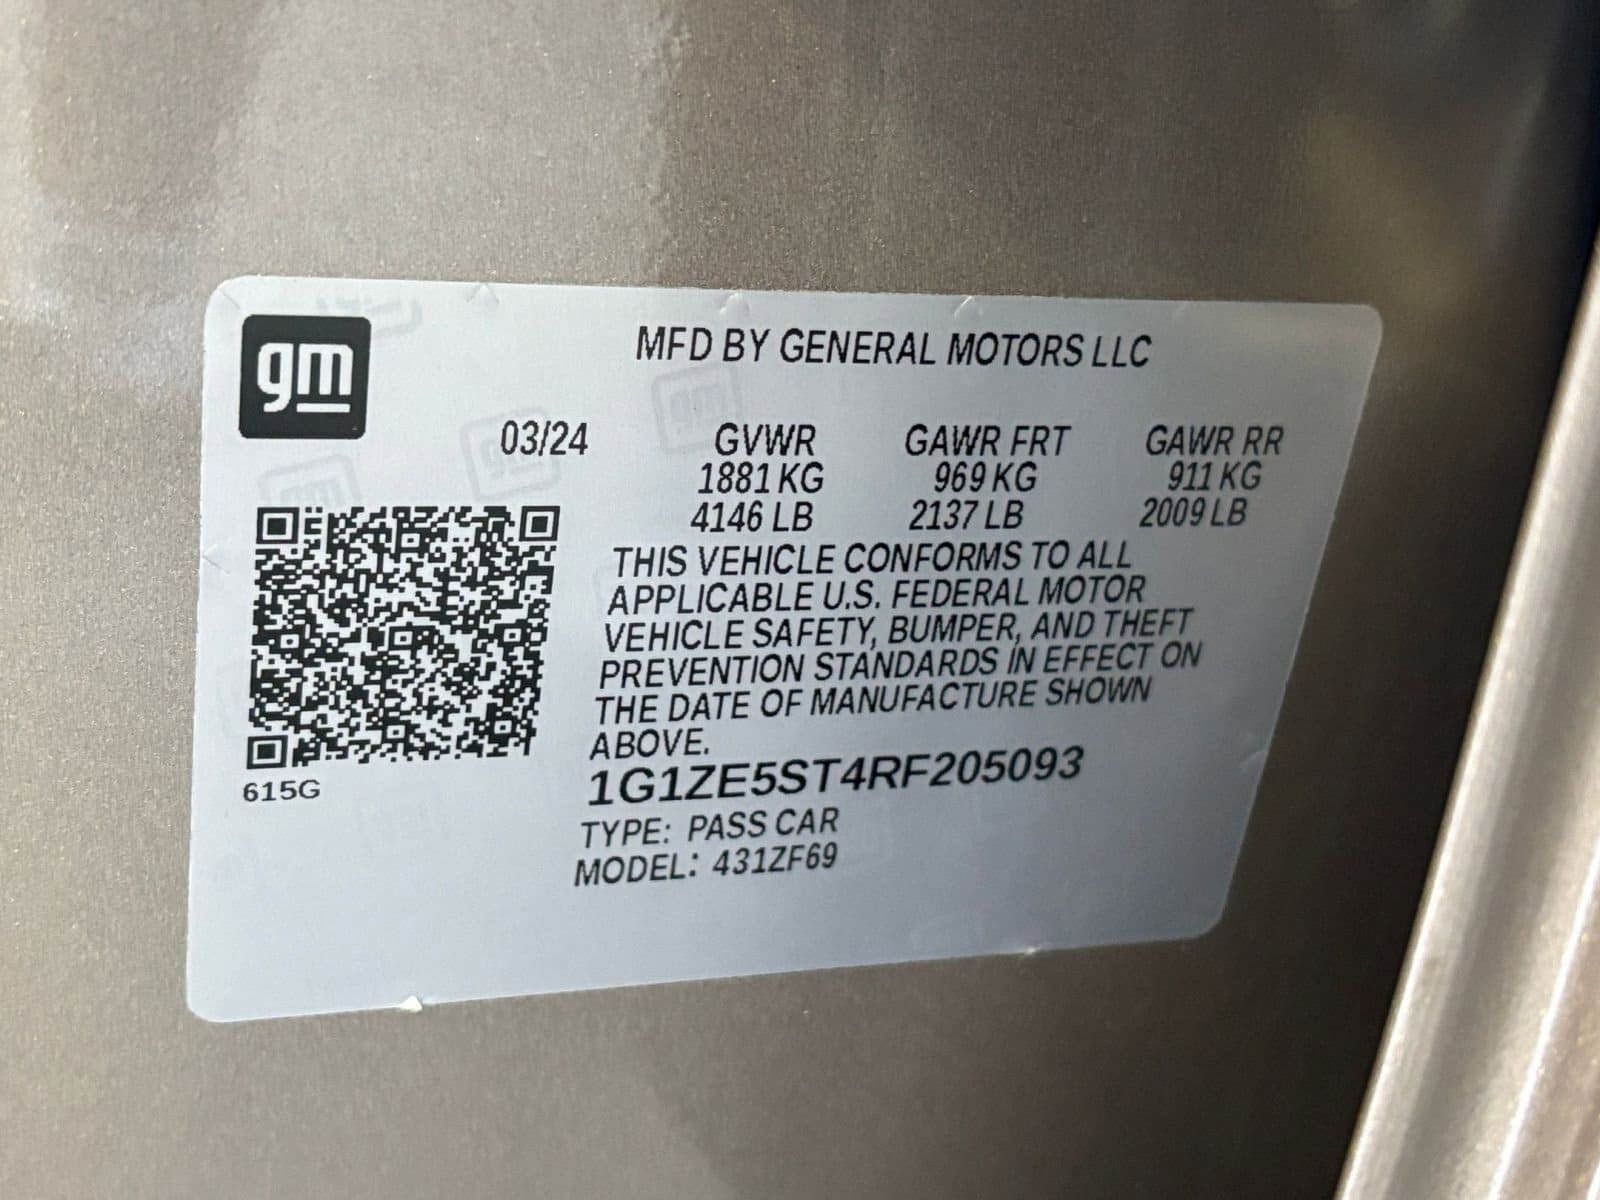 gm
MFD BY GENERAL MOTORS LLC
03/24 GVWR GAWR FRT GAWR RR
1881 KG 969 KG 911 KG
4146 LB 2137 LB 2009 LB
THIS VEHICLE CONFORMS TO ALL
APPLICABLE U.S. FEDERAL MOTOR
VEHICLE SAFETY, BUMPER, AND THEFT
PREVENTION STANDARDS IN EFFECT ON
THE DATE OF MANUFACTURE SHOWN
ABOVE.
615G
1G1ZE5ST4RF205093
TYPE: PASS CAR
MODEL: 431ZF69